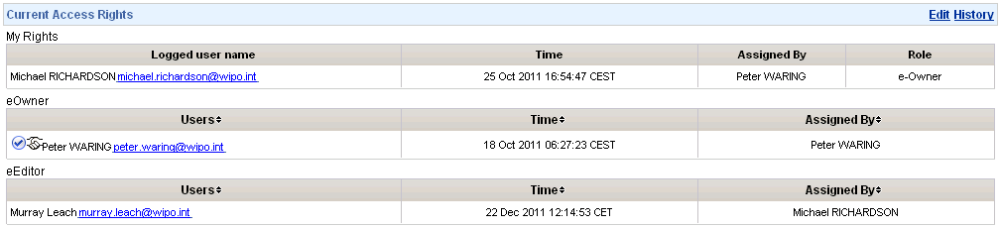 Current Access Rights Edit History
My Rights
Logged user name Time Assigned By Role
Michael RICHARDSON michael.richardson@wipo.int 25 Oct 2011 16:54:47 CEST Peter WARING e-Owner
eOwner
Users Time Assigned By
Peter WARING peter.waring@wipo.int 18 Oct 2011 06:27:23 CEST Peter WARING
eEditor
Users Time Assigned By
Murray Leach murray.leach@wipo.int 22 Dec 2011 12:14:53 CET Michael RICHARDSON